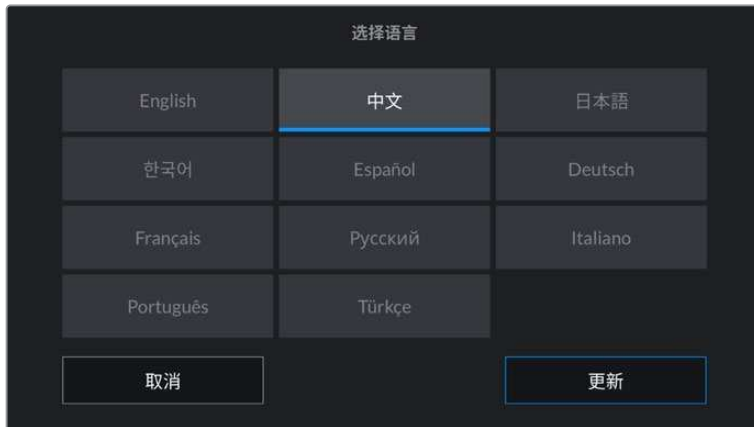 选择语言
English 中文 日本語
한국어 Español Deutsch
Français Русский Italiano
Português Türkçe
取消 更新